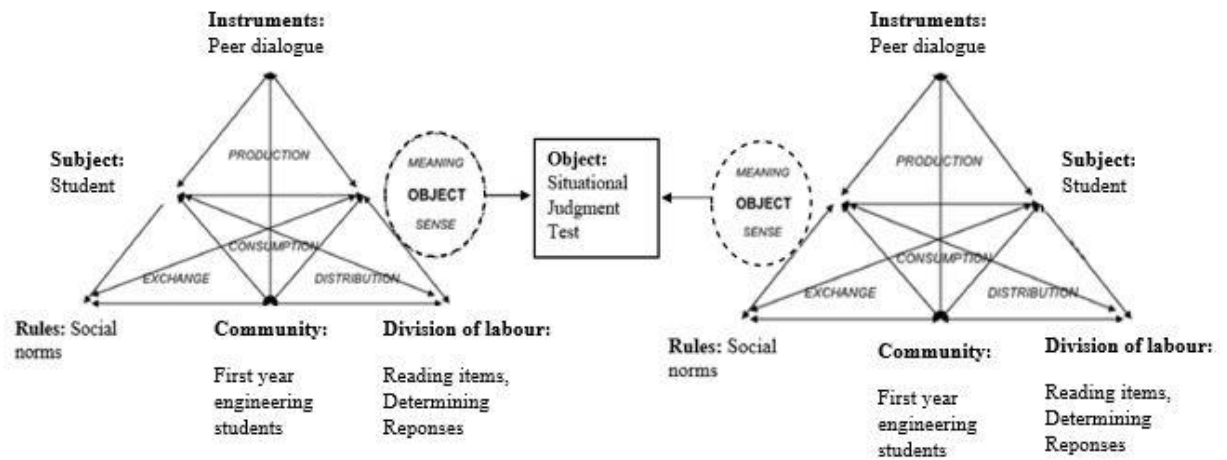 Instruments:
Peer dialogue
PRODUCTION
Subject:
Student
MEANING
OBJECT
SENSE
CONSUMPTION
EXCHANGE
DISTRIBUTION
Rules: Social
norms
Community:
First year
engineering
students
Division of labour:
Reading items,
Determining
Reponses
Object:
Situational
Judgment
Test
Instruments:
Peer dialogue
MEANING
OBJECT
SENSE
PRODUCTION
Subject:
Student
CONSUMPTION
EXCHANGE
DISTRIBUTION
Rules: Social
norms
Community:
First year
engineering
students
Division of labour:
Reading items,
Determining
Reponses